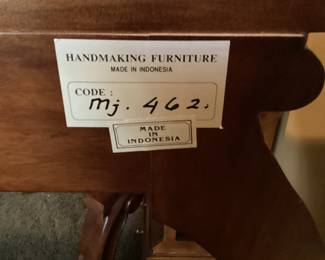 HANDMAKING FURNITURE
MADE IN INDONESIA
CODE :
mj. 462.
MADE
IN
INDONESIA